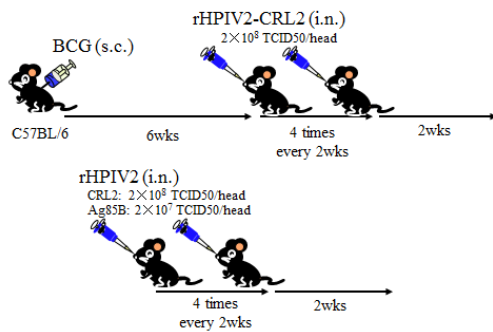 rHPIV2-CRL2 (i.n.)
2×10⁸ TCID50/head
BCG (s.c.)
C57BL/6
6wks
4 times
every 2wks
2wks
rHPIV2 (i.n.)
CRL2: 2×10⁸ TCID50/head
Ag85B: 2×10⁷ TCID50/head
4 times
every 2wks
2wks